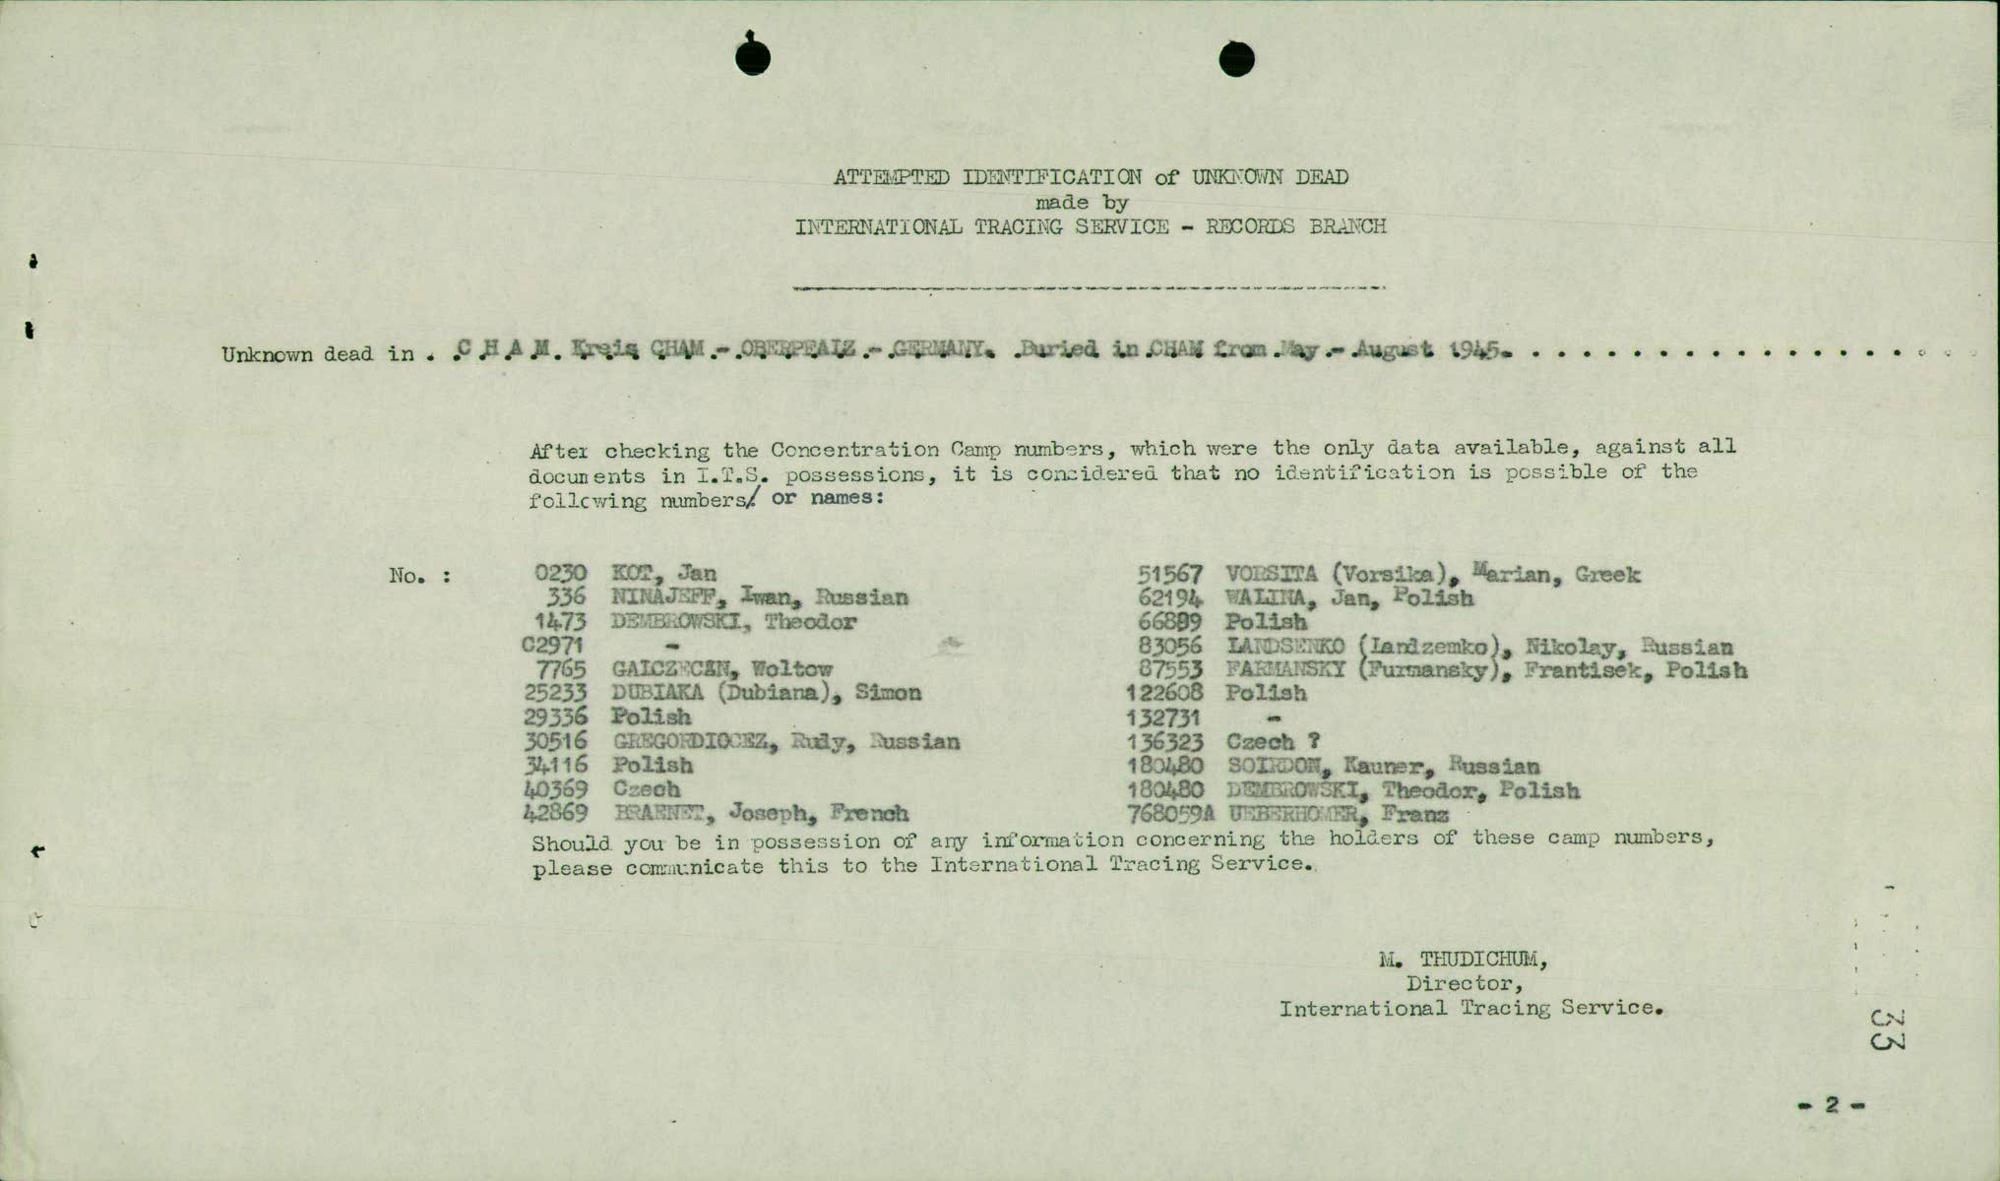 ATTEMPTED IDENTIFICATION of UNKNOWN DEAD
made by
INTERNATIONAL TRACING SERVICE - RECORDS BRANCH
Unknown dead in . . C H A M. Kreis CHAM - OBERPFALZ - GERMANY. Buried in CHAM from May - August 1945.
After checking the Concentration Camp numbers, which were the only data available, against all
documents in I.T.S. possessions, it is considered that no identification is possible of the
following numbers/ or names:
No. :
0230 KOT, Jan
336 NINAJEFF, Iwan, Russian
1473 DEMBROWSKI, Theodor
C2971 -
7765 Woltow
25233 DUBIAKA (Dubiana), Simon
29336 Polish
30516 GREGORDIOCEZ, Rudy, Russian
34116 Polish
40369 Czech
42869 BRAENET, Joseph, French
51567 VORSITA (Vorsika), Marian, Greek
62194 WALINA, Jan, Polish
66889 Polish
83056 LANDSENKO (Landzemko), Nikolay, Russian
87553 FARMANSKY (Furmansky), Frantisek, Polish
122608 Polish
132731 -
136323 Czech ?
180480 SOIRDON, Kauner, Russian
180480 DEMBROWSKI, Theodor, Polish
768059A UEBERHOMER, Franz
Should you be in possession of any information concerning the holders of these camp numbers,
please communicate this to the International Tracing Service.
M. THUDICHUM,
Director,
International Tracing Service.
33
- 2 -